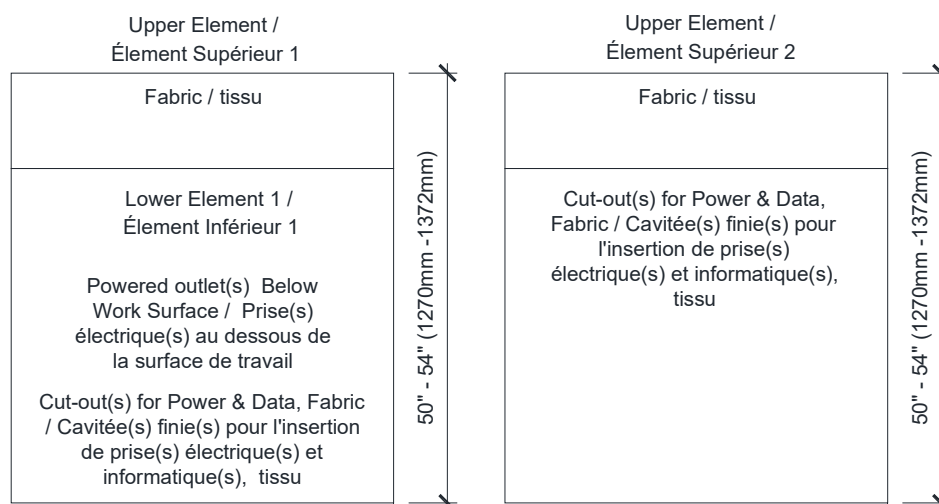 Upper Element /
Élement Supérieur 1
Fabric / tissu
Lower Element 1 /
Élement Inférieur 1
Powered outlet(s) Below
Work Surface / Prise(s)
électrique(s) au dessous de
la surface de travail
Cut-out(s) for Power & Data, Fabric
/ Cavitée(s) finie(s) pour l'insertion
de prise(s) électrique(s) et
informatique(s), tissu
50" - 54" (1270mm -1372mm)
Upper Element /
Élement Supérieur 2
Fabric / tissu
Cut-out(s) for Power & Data,
Fabric / Cavitée(s) finie(s) pour
l'insertion de prise(s)
électrique(s) et informatique(s),
tissu
50" - 54" (1270mm -1372mm)